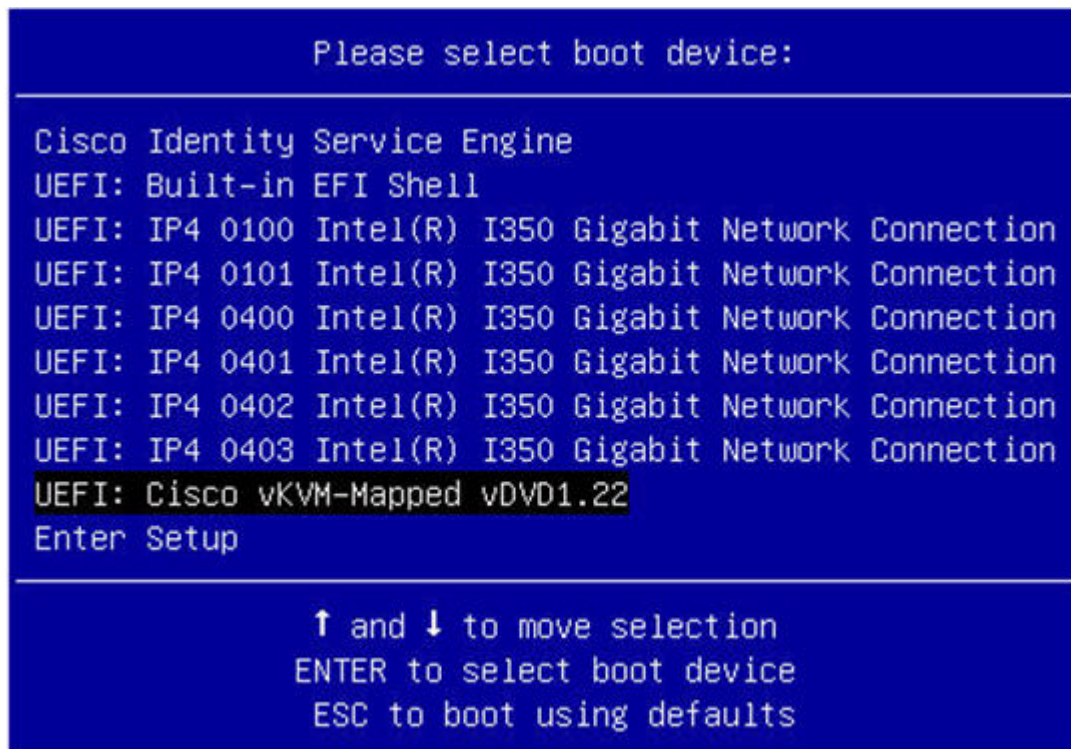 Please select boot device:
Cisco Identity Service Engine
UEFI: Built-in EFI Shell
UEFI: IP4 0100 Intel(R) I350 Gigabit Network Connection
UEFI: IP4 0101 Intel(R) I350 Gigabit Network Connection
UEFI: IP4 0400 Intel(R) I350 Gigabit Network Connection
UEFI: IP4 0401 Intel(R) I350 Gigabit Network Connection
UEFI: IP4 0402 Intel(R) I350 Gigabit Network Connection
UEFI: IP4 0403 Intel(R) I350 Gigabit Network Connection
UEFI: Cisco vKVM-Mapped vDVD1.22
Enter Setup
↑ and ↓ to move selection
ENTER to select boot device
ESC to boot using defaults